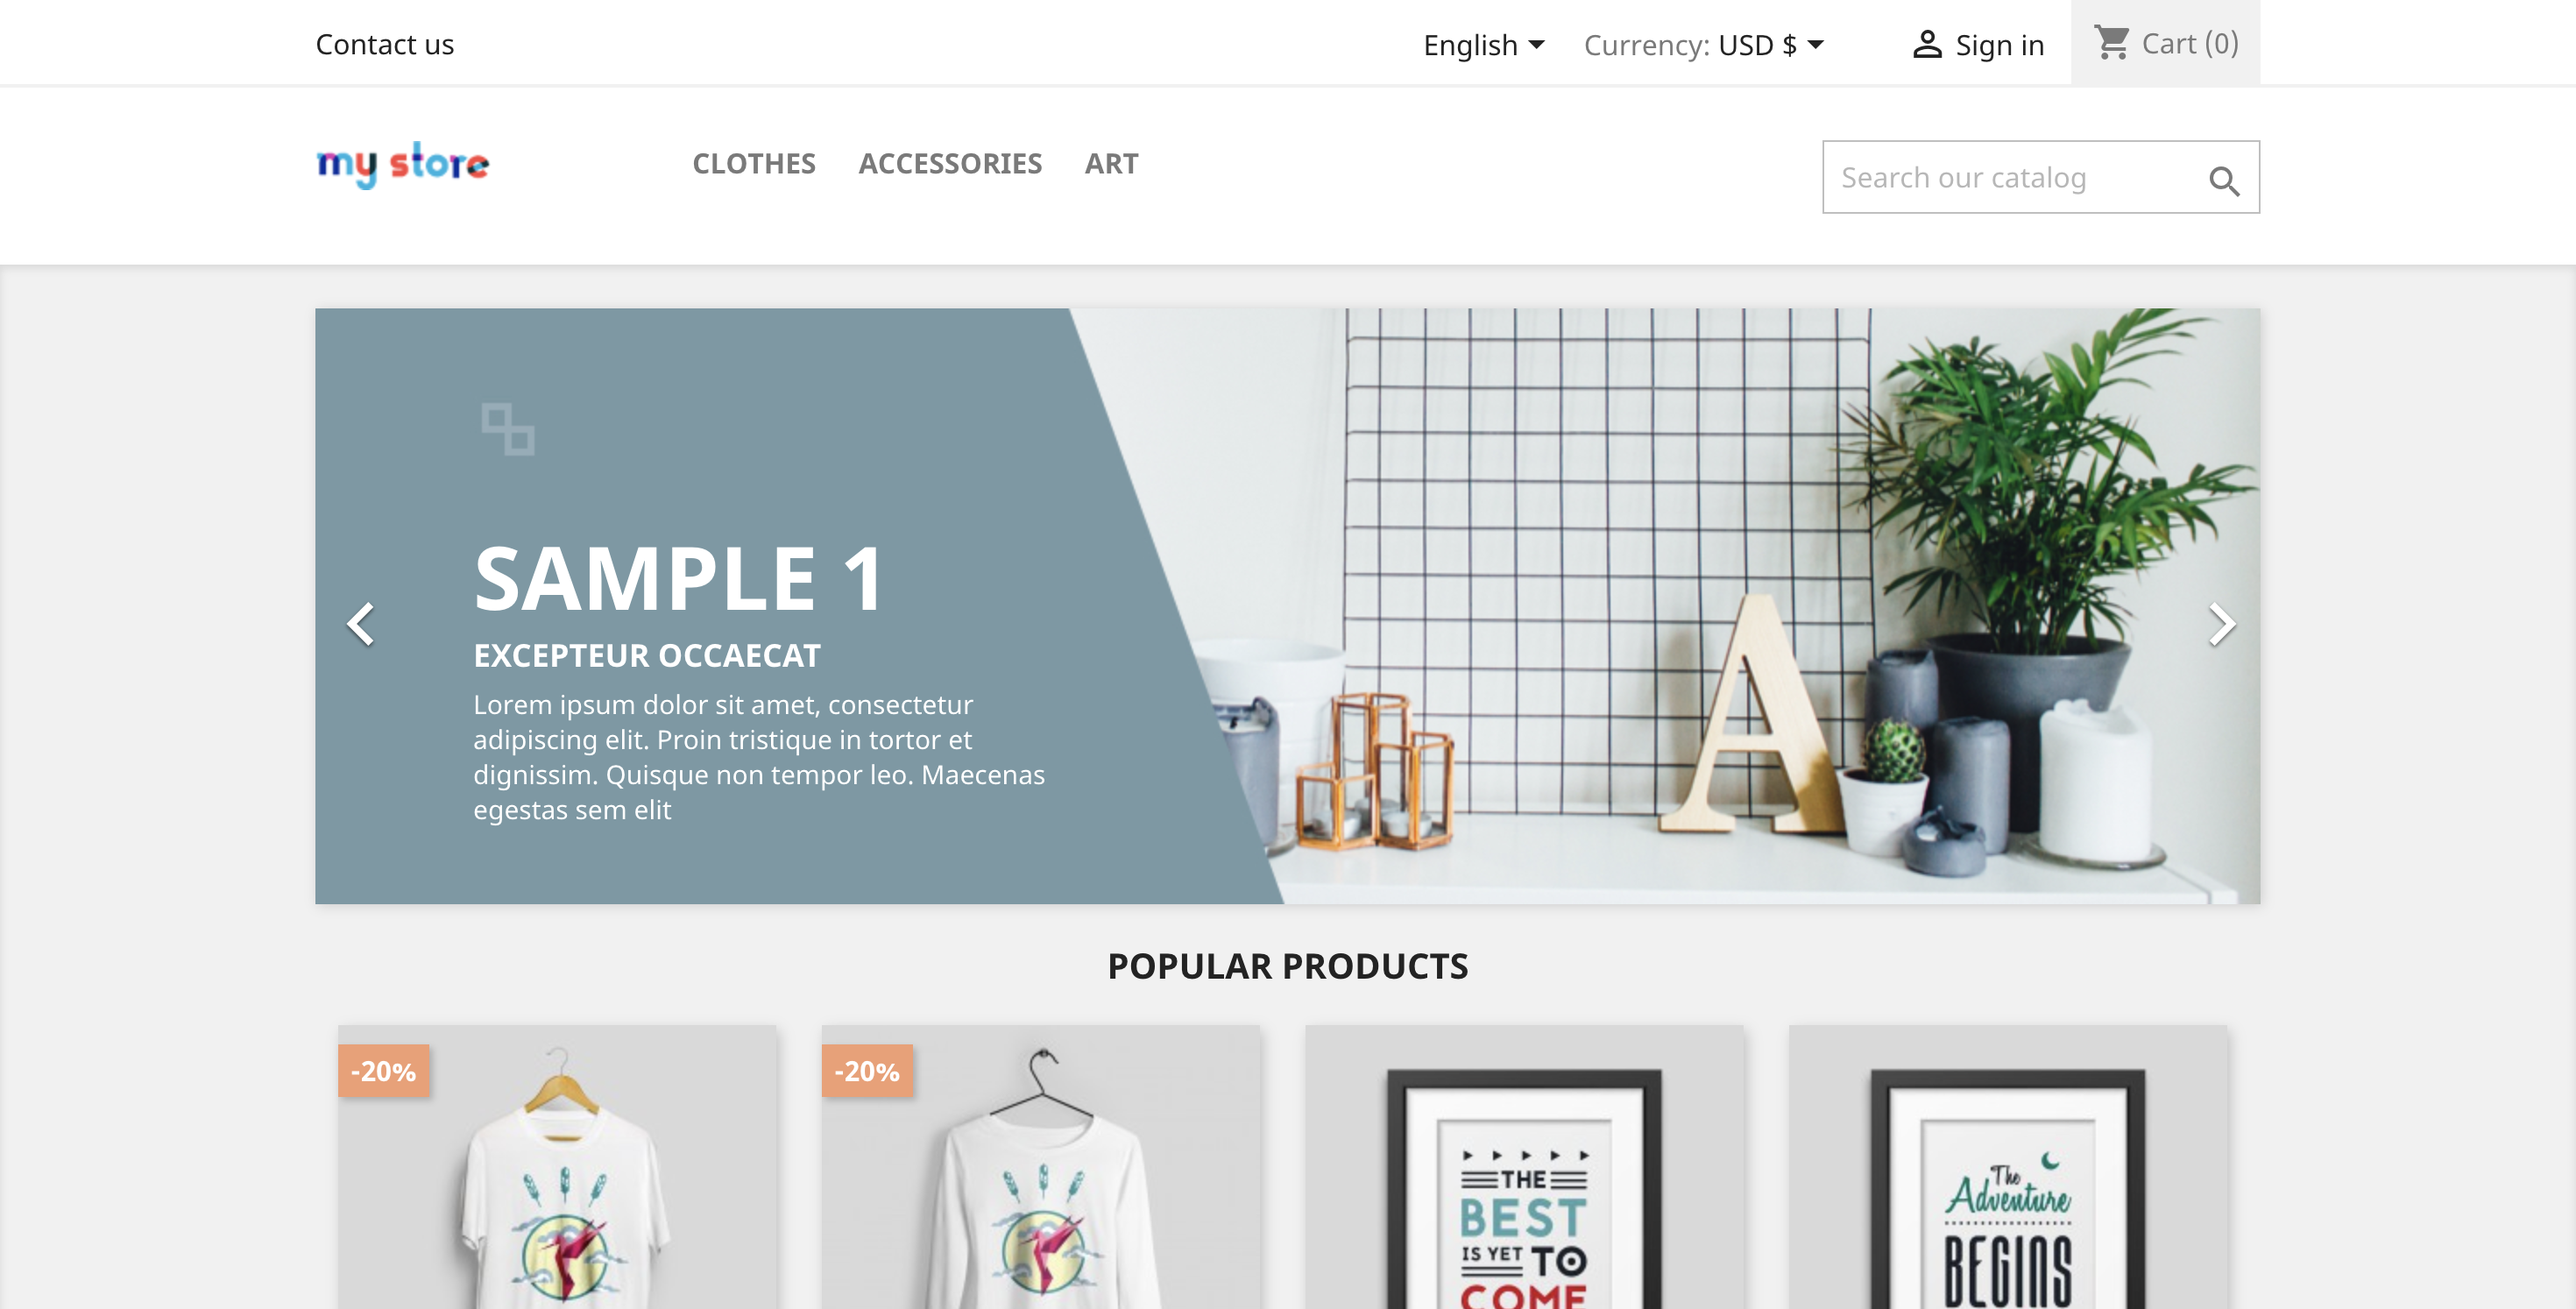 Contact us
English
Currency: USD $
Sign in
Cart (0)
my store
CLOTHES
ACCESSORIES
ART
Search our catalog
SAMPLE 1
EXCEPTEUR OCCAECAT
Lorem ipsum dolor sit amet, consectetur
adipiscing elit. Proin tristique in tortor et
dignissim. Quisque non tempor leo. Maecenas
egestas sem elit
A
POPULAR PRODUCTS
-20%
-20%
THE
BEST
IS YET TO
COME
The
Adventure
BEGINS